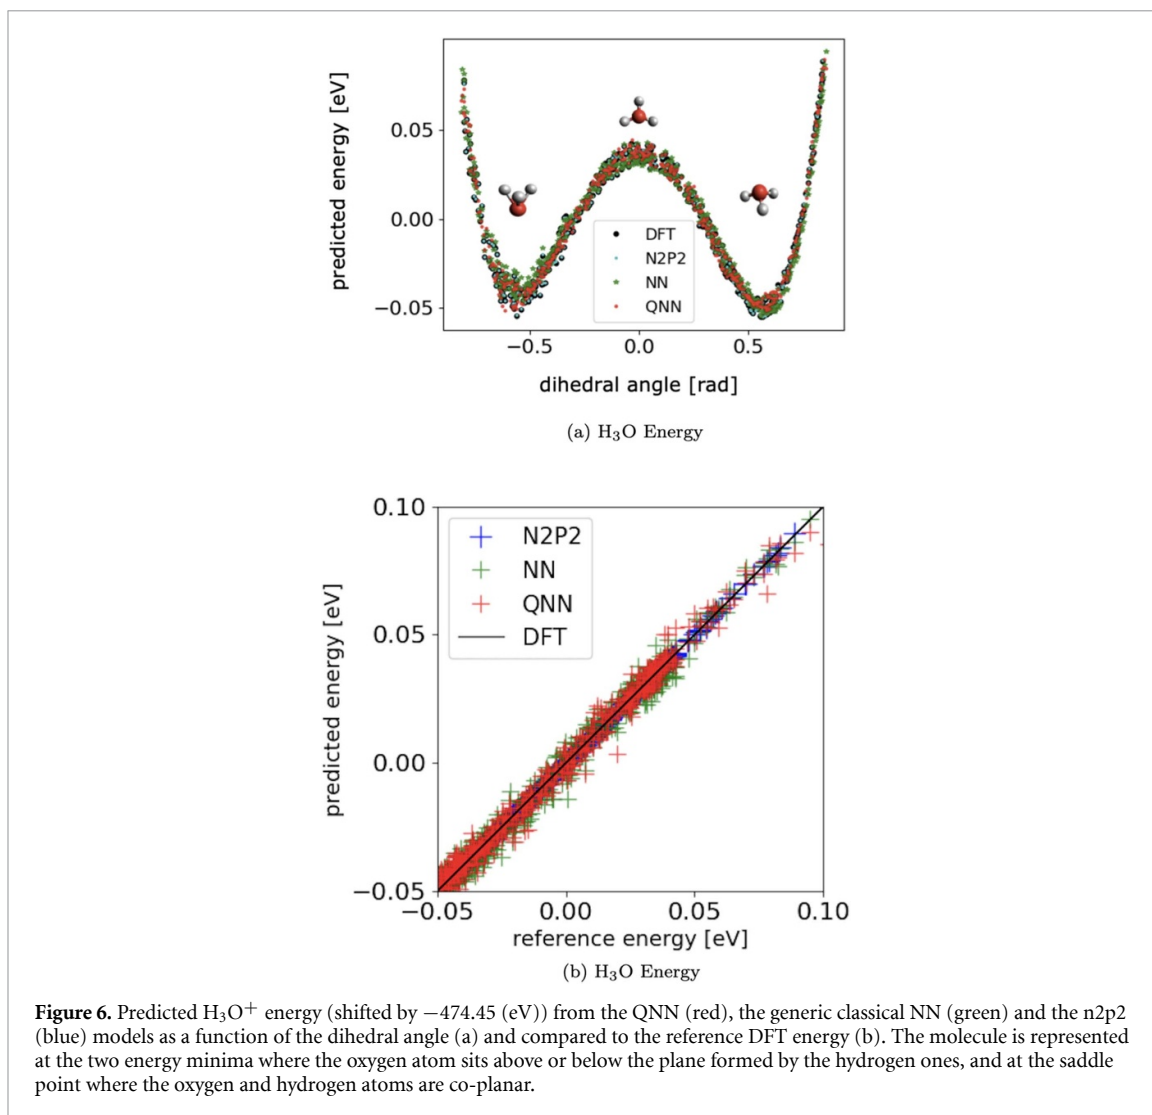 predicted energy [eV]
0.05
0.00
−0.05
DFT
N2P2
NN
QNN
−0.5
0.0
0.5
dihedral angle [rad]
(a) H₃O Energy
predicted energy [eV]
0.10
0.05
0.00
−0.05
N2P2
NN
QNN
DFT
−0.05
0.00
0.05
0.10
reference energy [eV]
(b) H₃O Energy
Figure 6. Predicted H₃O⁺ energy (shifted by −474.45 (eV)) from the QNN (red), the generic classical NN (green) and the n2p2
(blue) models as a function of the dihedral angle (a) and compared to the reference DFT energy (b). The molecule is represented
at the two energy minima where the oxygen atom sits above or below the plane formed by the hydrogen ones, and at the saddle
point where the oxygen and hydrogen atoms are co-planar.